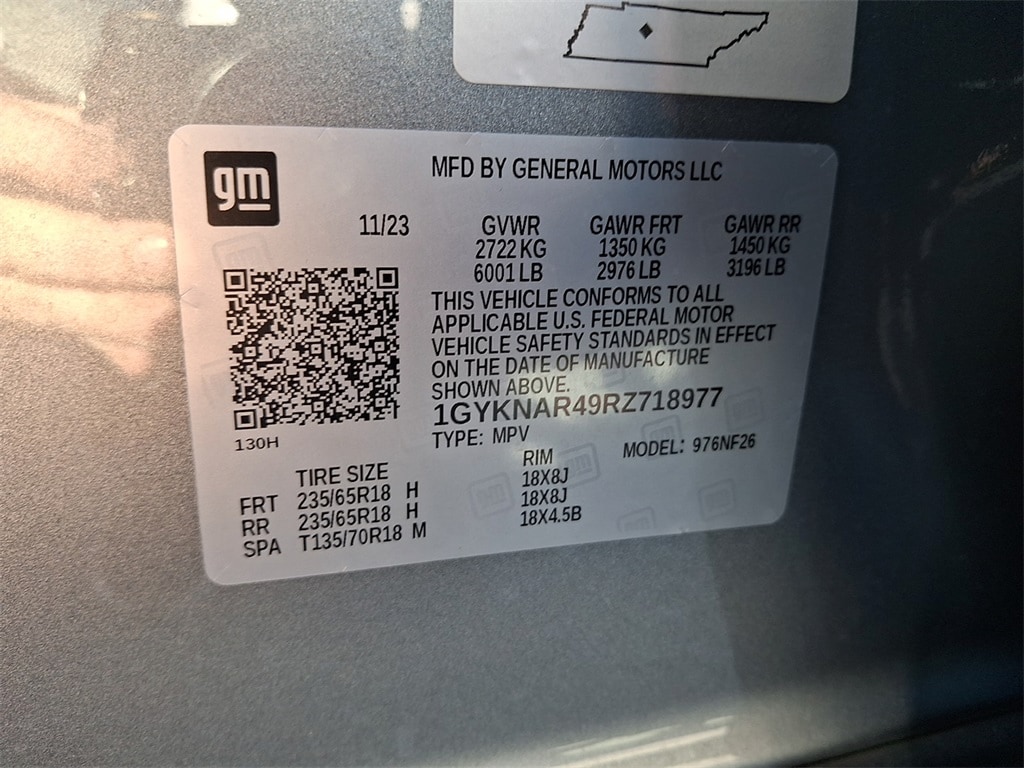 gm
MFD BY GENERAL MOTORS LLC
11/23 GVWR GAWR FRT GAWR RR
2722 KG 1350 KG 1450 KG
6001 LB 2976 LB 3196 LB
THIS VEHICLE CONFORMS TO ALL
APPLICABLE U.S. FEDERAL MOTOR
VEHICLE SAFETY STANDARDS IN EFFECT
ON THE DATE OF MANUFACTURE
SHOWN ABOVE.
1GYKNAR49RZ718977
130H
TYPE: MPV MODEL: 976NF26
TIRE SIZE RIM
FRT 235/65R18 H 18X8J
RR 235/65R18 H 18X8J
SPA T135/70R18 M 18X4.5B